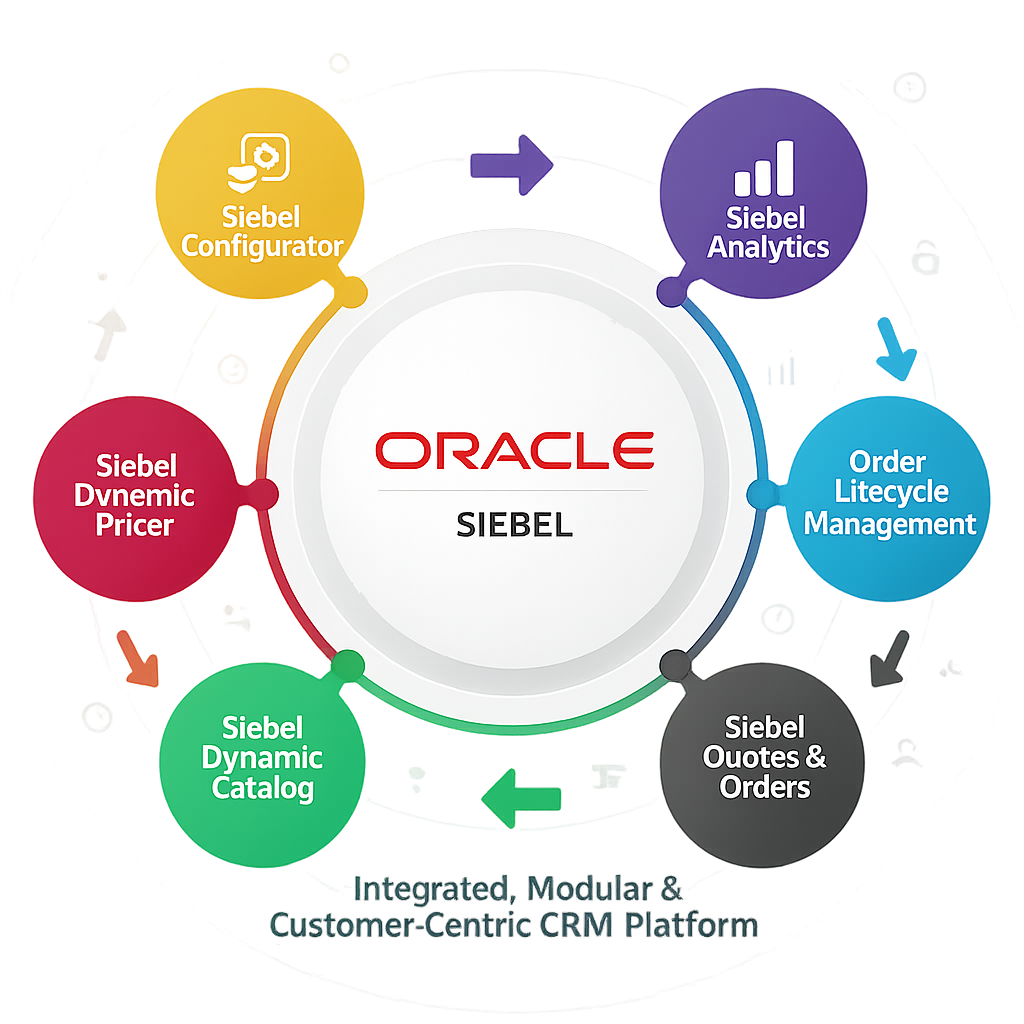 Siebel
Configurator
Siebel
Analytics
Siebel
Dvnemic
Pricer
ORACLE
SIEBEL
Order
Litecycle
Management
Siebel
Dynamic
Catalog
Siebel
Ouotes &
Orders
Integrated, Modular &
Customer-Centric CRM Platform